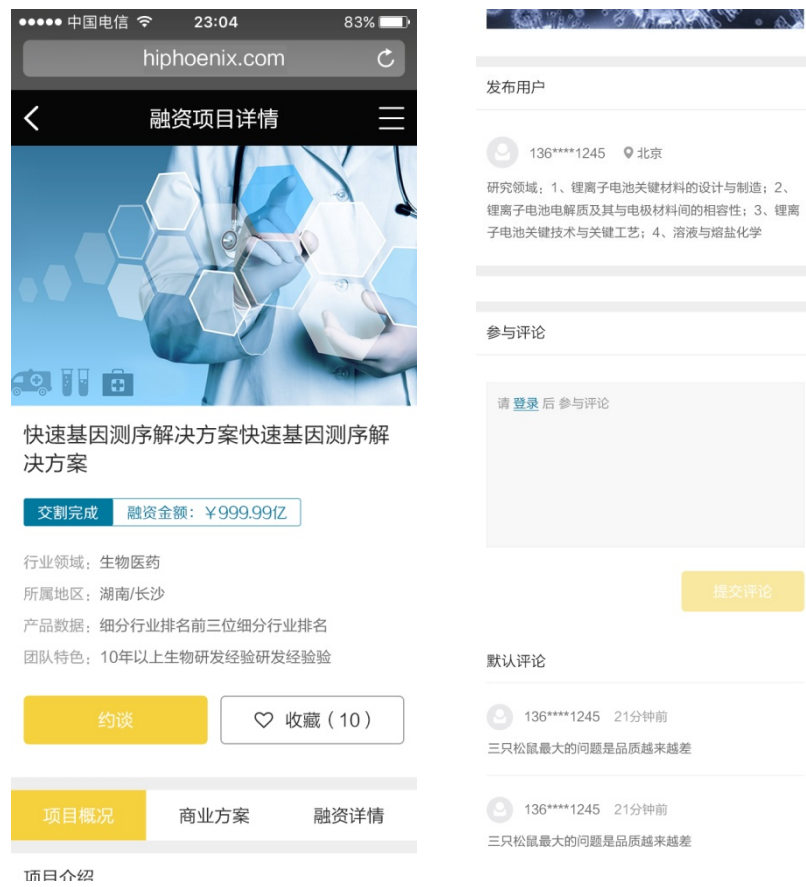 中国电信 23:04 83%
hiphoenix.com
融资项目详情
快速基因测序解决方案快速基因测序解
决方案
交割完成 融资金额：￥999.99亿
行业领域：生物医药
所属地区：湖南/长沙
产品数据：细分行业排名前三位细分行业排名
团队特色：10年以上生物研发经验研发经验验
约谈 收藏（10）
项目概况 商业方案 融资详情
项目介绍
发布用户
136****1245 北京
研究领域：1、锂离子电池关键材料的设计与制造；2、
锂离子电池电解质及其与电极材料间的相容性；3、锂离
子电池关键技术与关键工艺；4、溶液与熔盐化学
参与评论
请 登录 后 参与评论
提交评论
默认评论
136****1245 21分钟前
三只松鼠最大的问题是品质越来越差
136****1245 21分钟前
三只松鼠最大的问题是品质越来越差